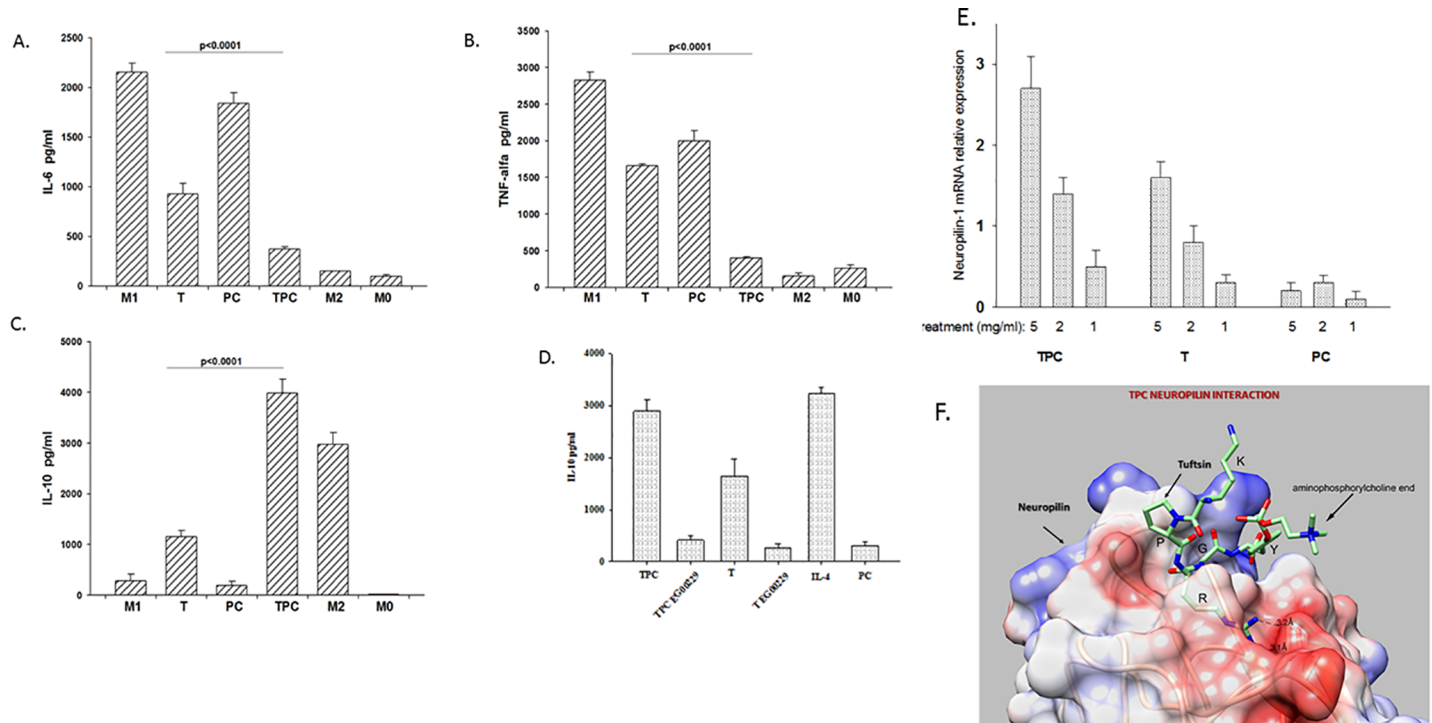 A.
2500
2000
1500
1000
500
0
IL-6 pg/ml
p<0.0001
M1 T PC TPC M2 M0
B.
3500
3000
2500
2000
1500
1000
500
0
TNF-alfa pg/ml
p<0.0001
M1 T PC TPC M2 M0
C.
5000
4000
3000
2000
1000
0
IL-10 pg/ml
p<0.0001
M1 T PC TPC M2 M0
D.
4000
3000
2000
1000
0
IL-10 pg/ml
TPC TPC EG00229 T T EG00229 IL-4 PC
E.
3
2
1
0
Neuropilin-1 mRNA relative expression
reatment (mg/ml): 5 2 1 5 2 1 5 2 1
TPC T PC
F.
TPC NEUROPILIN INTERACTION
K
Tuftsin
aminophosphorylcholine end
Neuropilin
P G Y
R
3.2Å
3.1Å